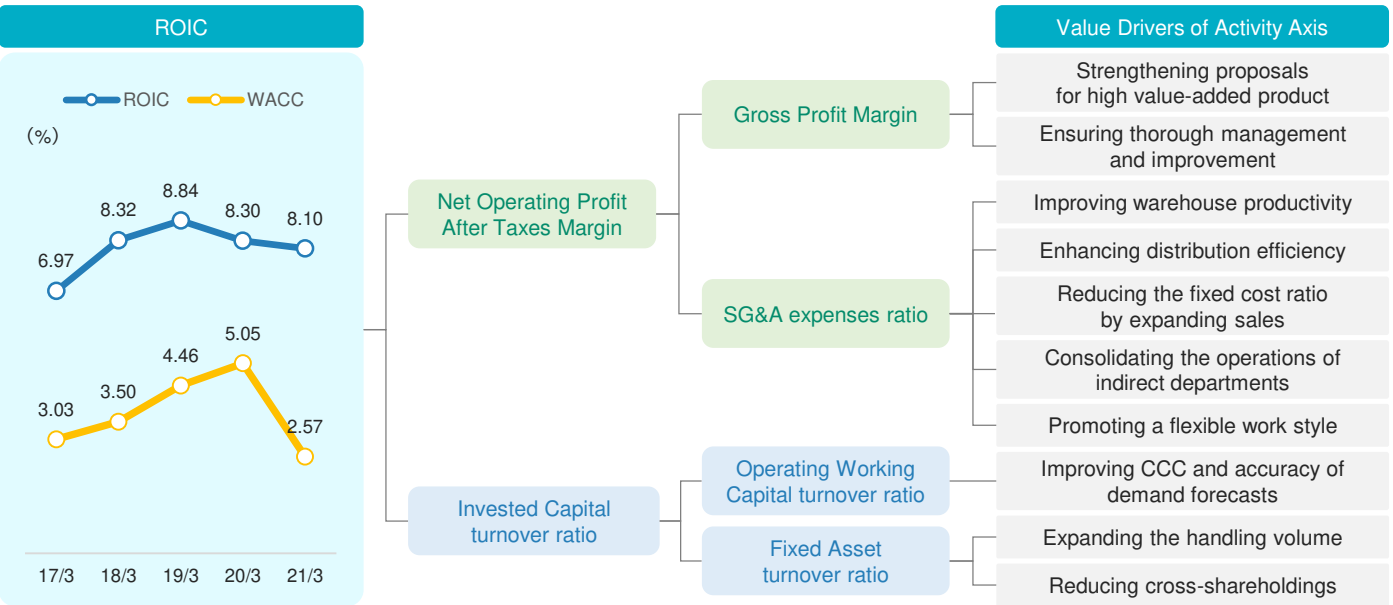 ROIC
ROIC
WACC
(%)
6.97
8.32
8.84
8.30
8.10
3.03
3.50
4.46
5.05
2.57
17/3
18/3
19/3
20/3
21/3
Net Operating Profit
After Taxes Margin
Invested Capital
turnover ratio
Gross Profit Margin
SG&A expenses ratio
Operating Working
Capital turnover ratio
Fixed Asset
turnover ratio
Value Drivers of Activity Axis
Strengthening proposals
for high value-added product
Ensuring thorough management
and improvement
Improving warehouse productivity
Enhancing distribution efficiency
Reducing the fixed cost ratio
by expanding sales
Consolidating the operations of
indirect departments
Promoting a flexible work style
Improving CCC and accuracy of
demand forecasts
Expanding the handling volume
Reducing cross-shareholdings